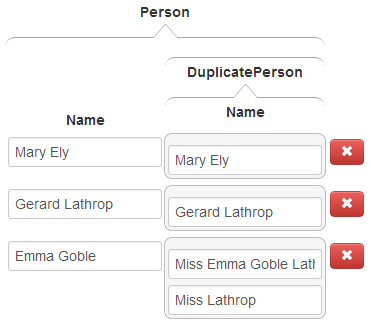 Person
DuplicatePerson
Name
Name
Mary Ely
Mary Ely
Gerard Lathrop
Gerard Lathrop
Emma Goble
Miss Emma Goble Lath
Miss Lathrop